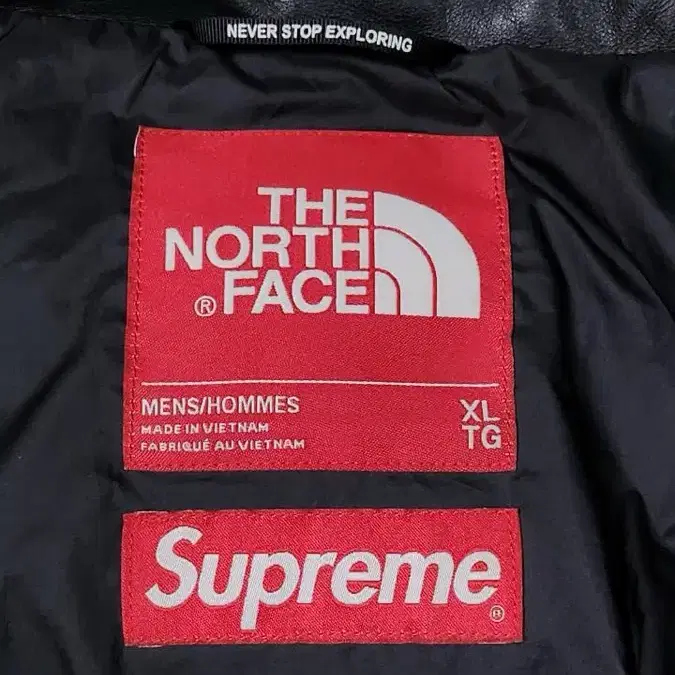 NEVER STOP EXPLORING
THE
NORTH
® FACE
MENS/HOMMES
MADE IN VIETNAM
FABRIQUÉ AU VIETNAM
XL
TG
Supreme®